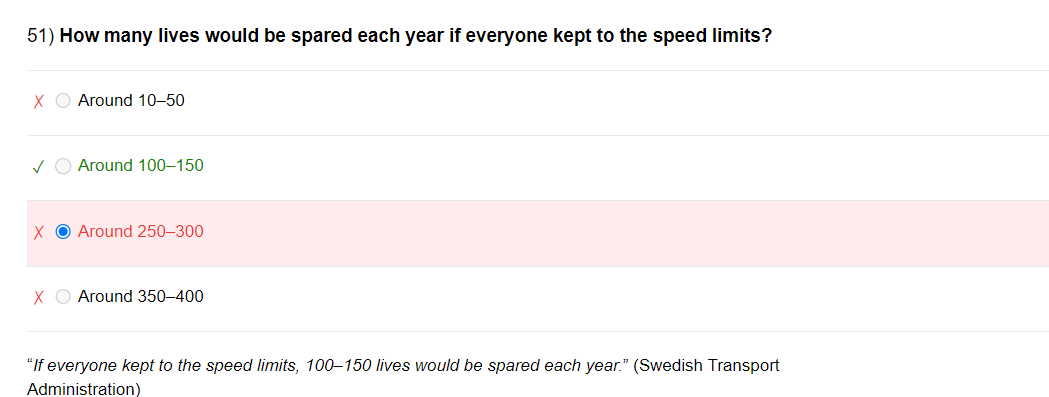 51) How many lives would be spared each year if everyone kept to the speed limits?
✗ Around 10–50
✓ Around 100–150
✗ Around 250–300
✗ Around 350–400
“If everyone kept to the speed limits, 100–150 lives would be spared each year.” (Swedish Transport
Administration)